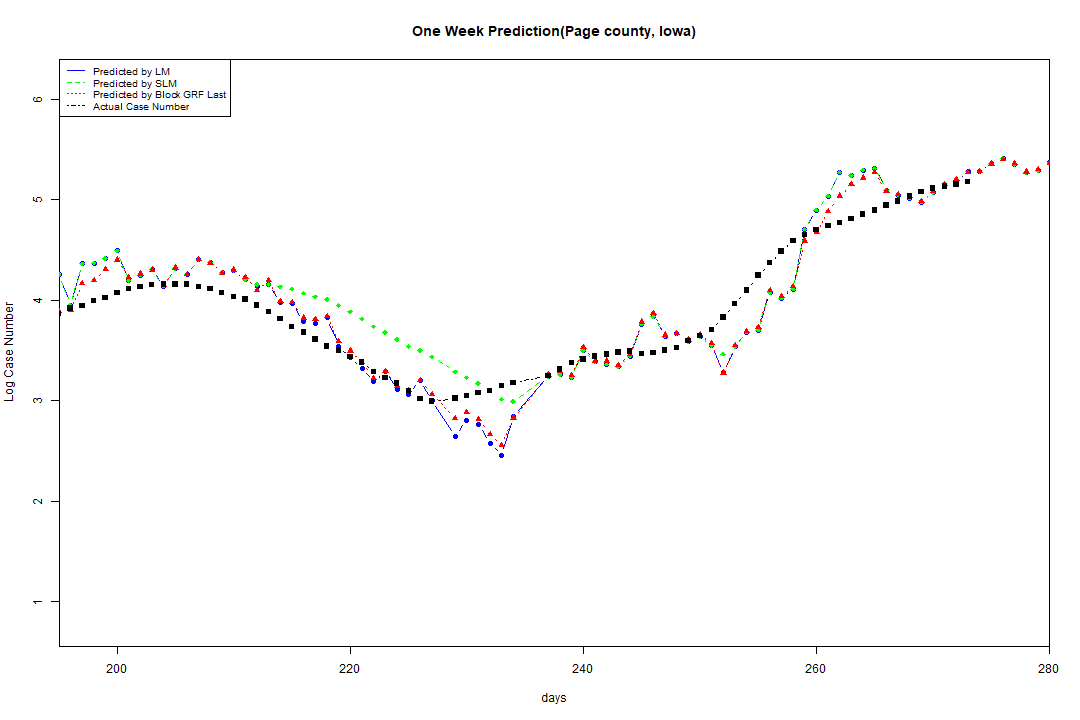 One Week Prediction(Page county, Iowa)
Predicted by LM
Predicted by SLM
Predicted by Block GRF Last
Actual Case Number
6
5
4
3
2
1
Log Case Number
200 220 240 260 280
days